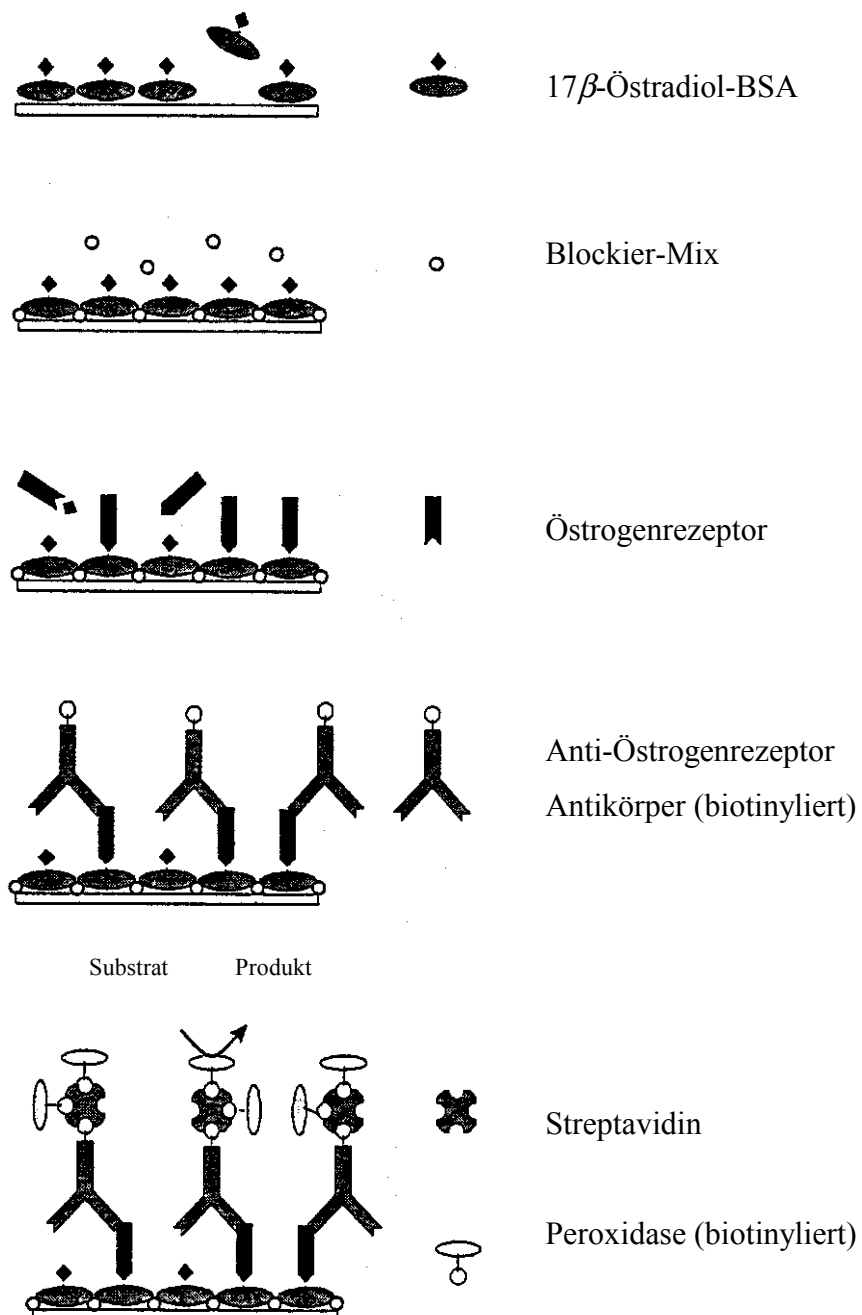 17β-Östradiol-BSA
Blockier-Mix
Östrogenrezeptor
Anti-Östrogenrezeptor
Antikörper (biotinyliert)
Substrat Produkt
Streptavidin
Peroxidase (biotinyliert)